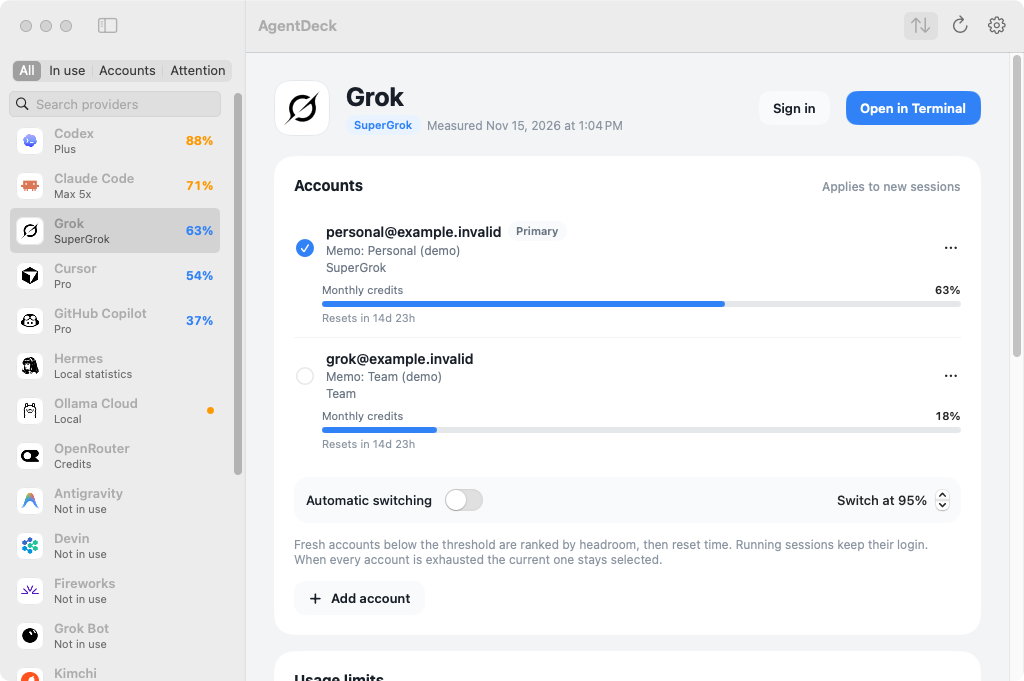 AgentDeck
All In use Accounts Attention
Search providers
Codex
Plus
88%
Claude Code
Max 5x
71%
Grok
SuperGrok
63%
Cursor
Pro
54%
GitHub Copilot
Pro
37%
Hermes
Local statistics
Ollama Cloud
Local
OpenRouter
Credits
Antigravity
Not in use
Devin
Not in use
Fireworks
Not in use
Grok Bot
Not in use
Kimchi
Grok
SuperGrok Measured Nov 15, 2026 at 1:04 PM
Sign in
Open in Terminal
Accounts
Applies to new sessions
personal@example.invalid Primary
Memo: Personal (demo)
SuperGrok
Monthly credits 63%
Resets in 14d 23h
grok@example.invalid
Memo: Team (demo)
Team
Monthly credits 18%
Resets in 14d 23h
Automatic switching Switch at 95%
Fresh accounts below the threshold are ranked by headroom, then reset time. Running sessions keep their login.
When every account is exhausted the current one stays selected.
+ Add account
Usage limits